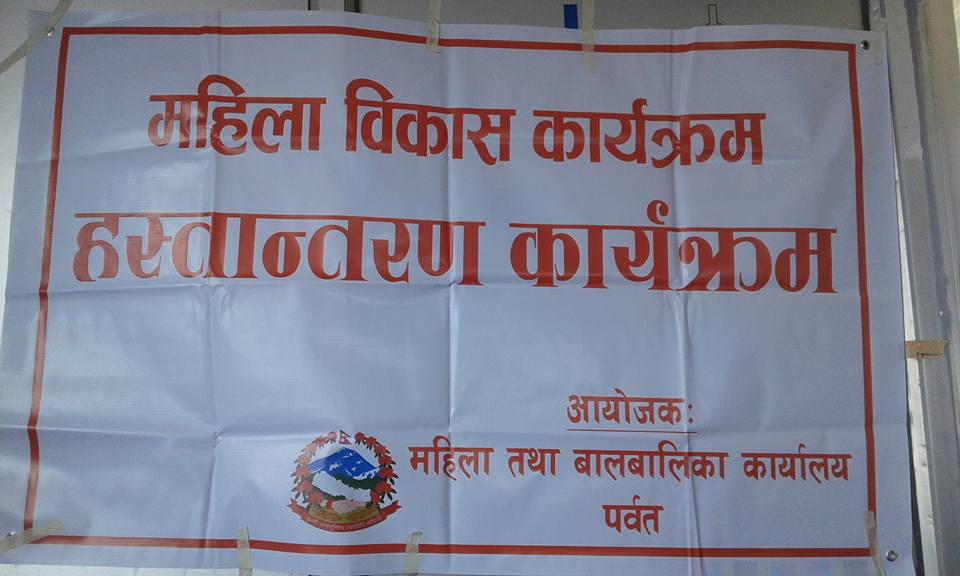 महिला विकास कार्यक्रम
हस्तान्तरण कार्यक्रम
आयोजकः
महिला तथा बालबालिका कार्यालय
पर्वत